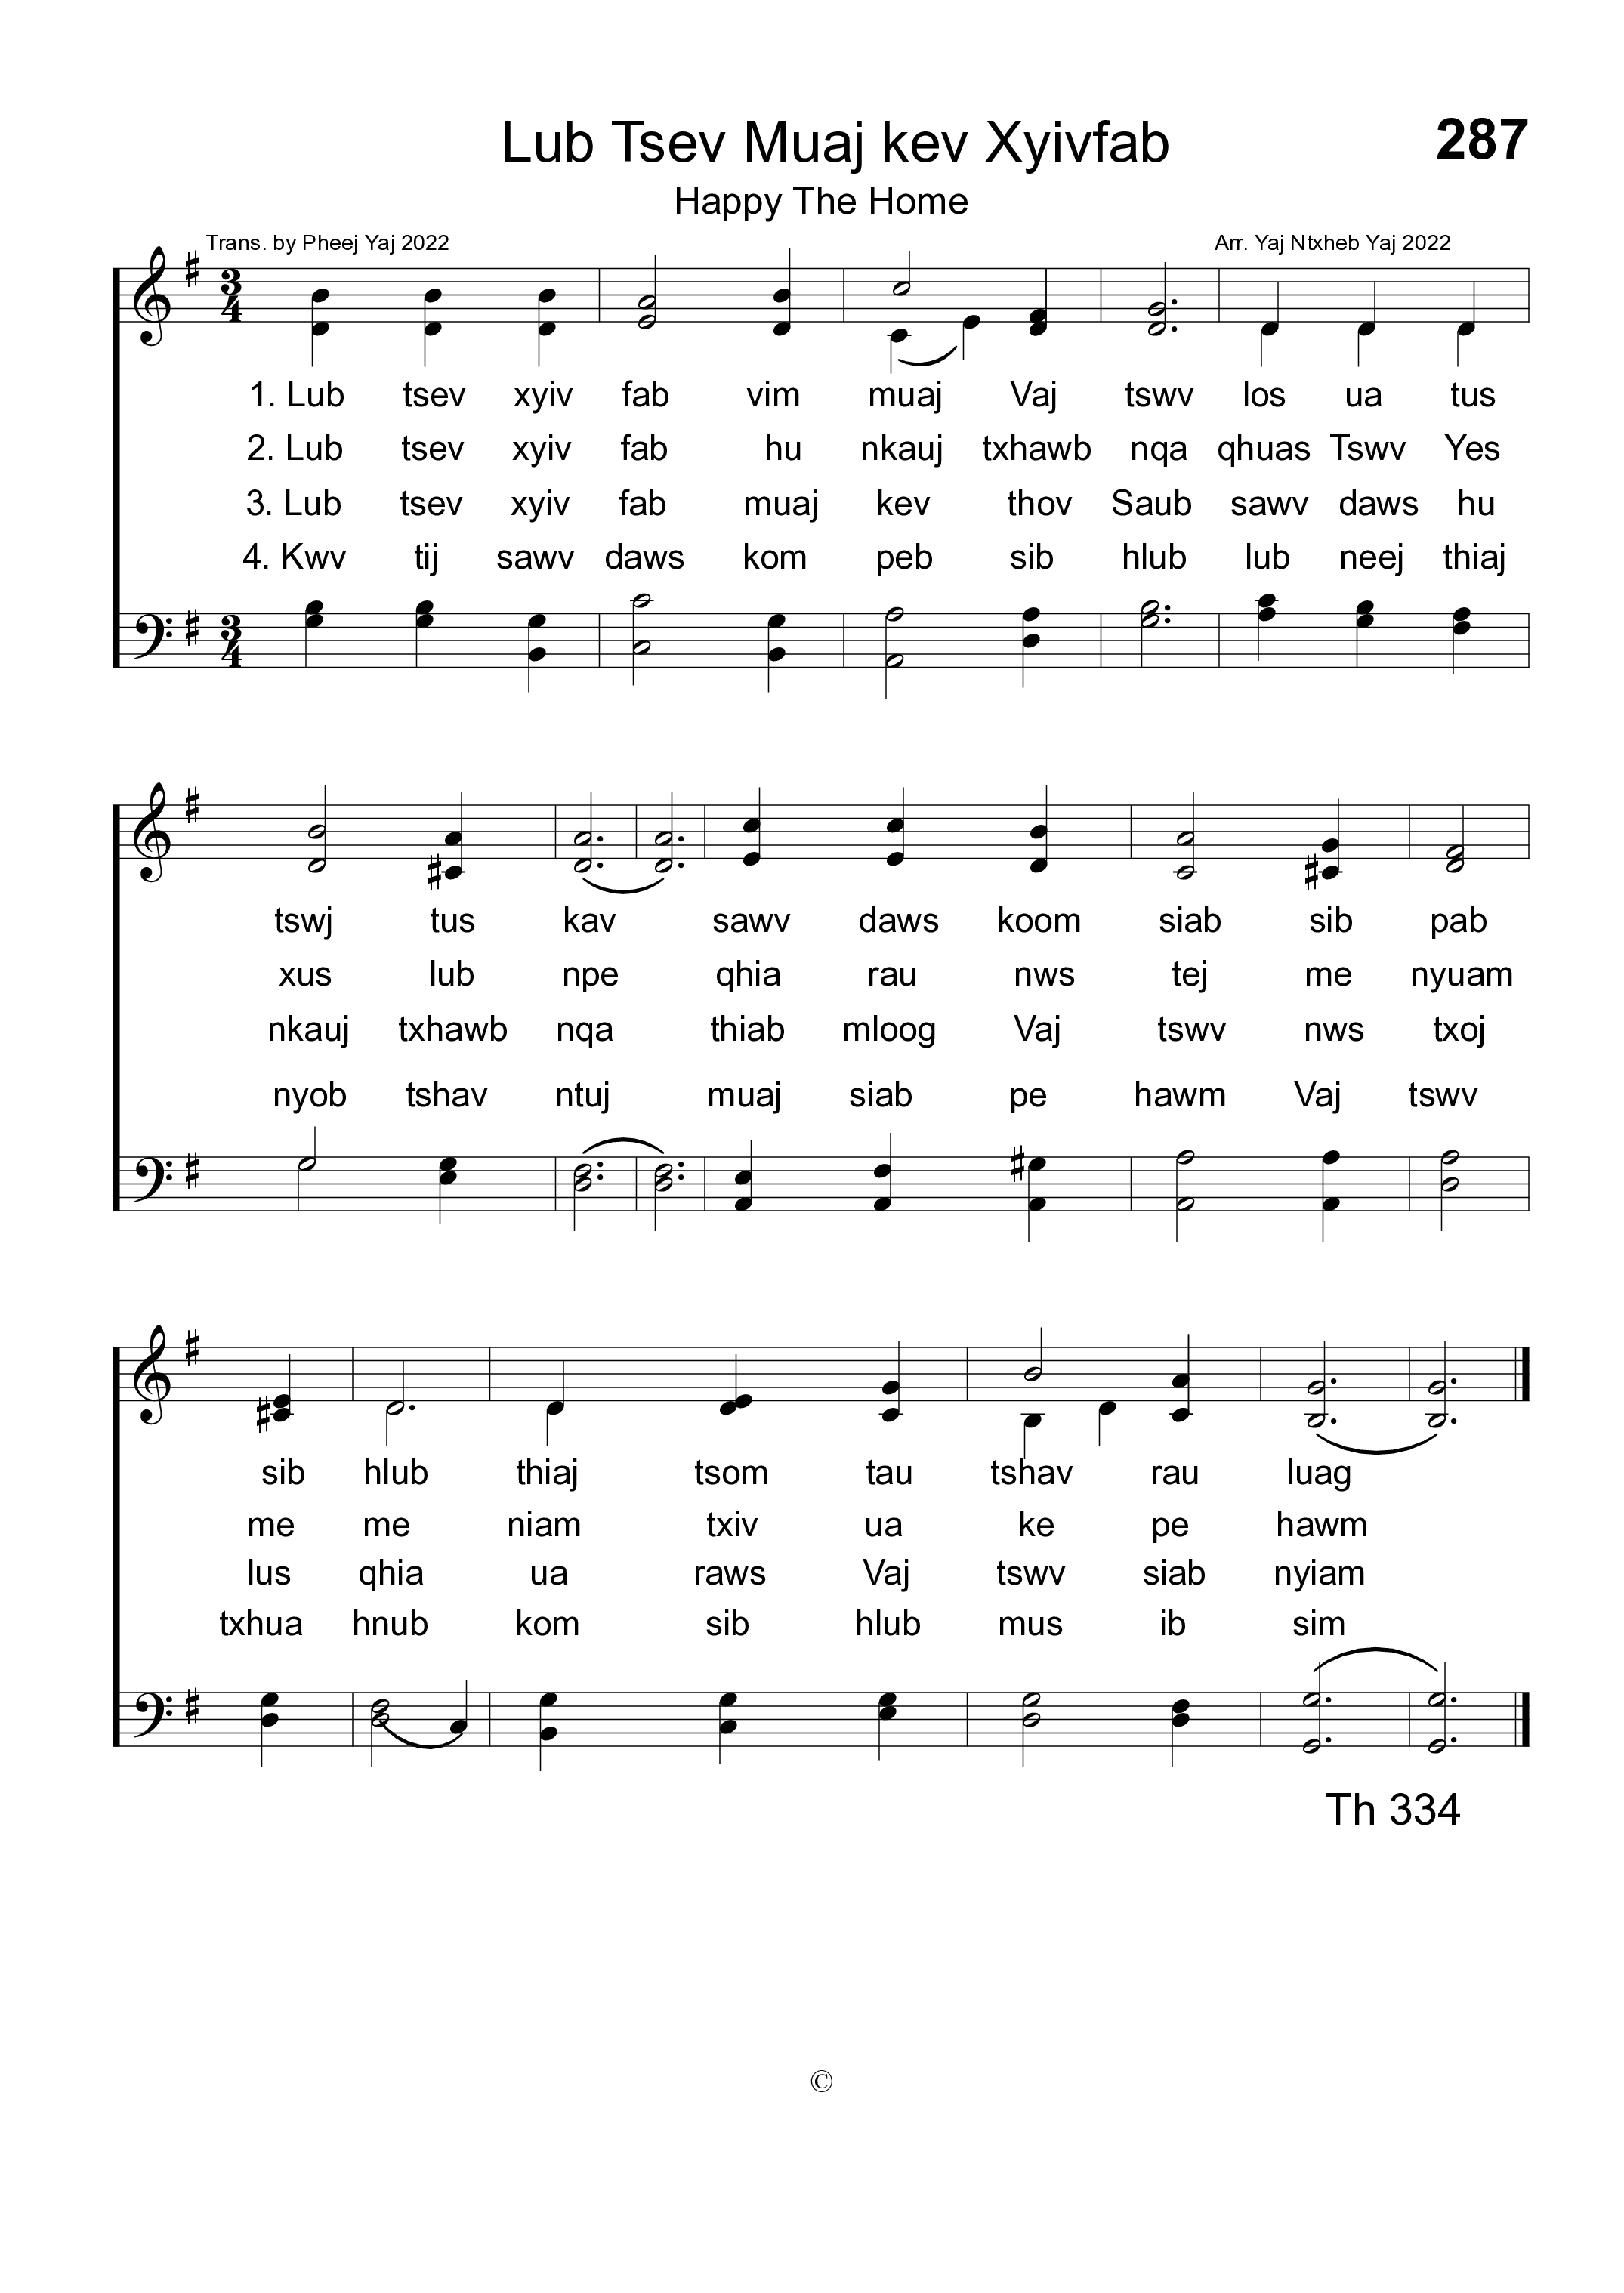 Lub Tsev Muaj kev Xyivfab 287
Happy The Home
Trans. by Pheej Yaj 2022 Arr. Yaj Ntxheb Yaj 2022
3 4
1. Lub tsev xyiv fab vim muaj Vaj tswv los ua tus
2. Lub tsev xyiv fab hu nkauj txhawb nqa qhuas Tswv Yes
3. Lub tsev xyiv fab muaj kev thov Saub sawv daws hu
4. Kwv tij sawv daws kom peb sib hlub lub neej thiaj
3 4
tswj tus kav sawv daws koom siab sib pab
xus lub npe qhia rau nws tej me nyuam
nkauj txhawb nqa thiab mloog Vaj tswv nws txoj
nyob tshav ntuj muaj siab pe hawm Vaj tswv
sib hlub thiaj tsom tau tshav rau luag
me me niam txiv ua ke pe hawm
lus qhia ua raws Vaj tswv siab nyiam
txhua hnub kom sib hlub mus ib sim
Th 334
©